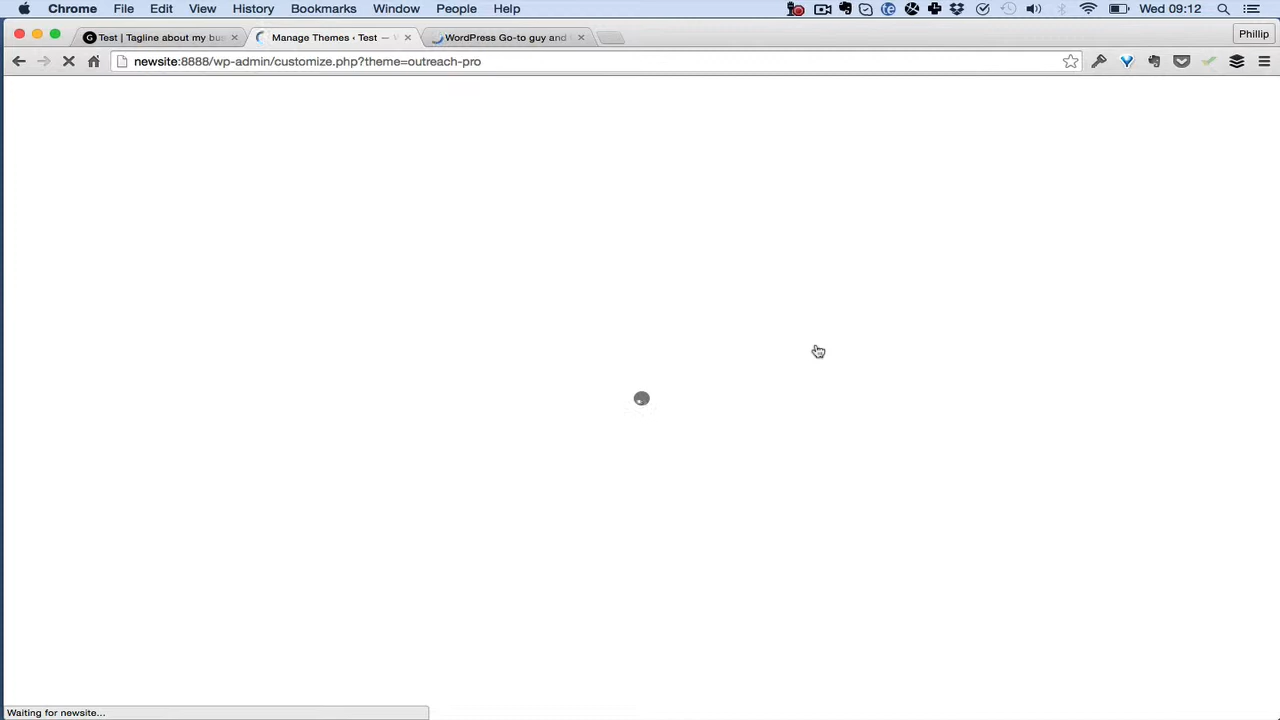 Chrome File Edit View History Bookmarks Window People Help Wed 09:12
Test | Tagline about my bus Manage Themes ‹ Test — W WordPress Go-to guy and Phillip
newsite:8888/wp-admin/customize.php?theme=outreach-pro
Waiting for newsite...